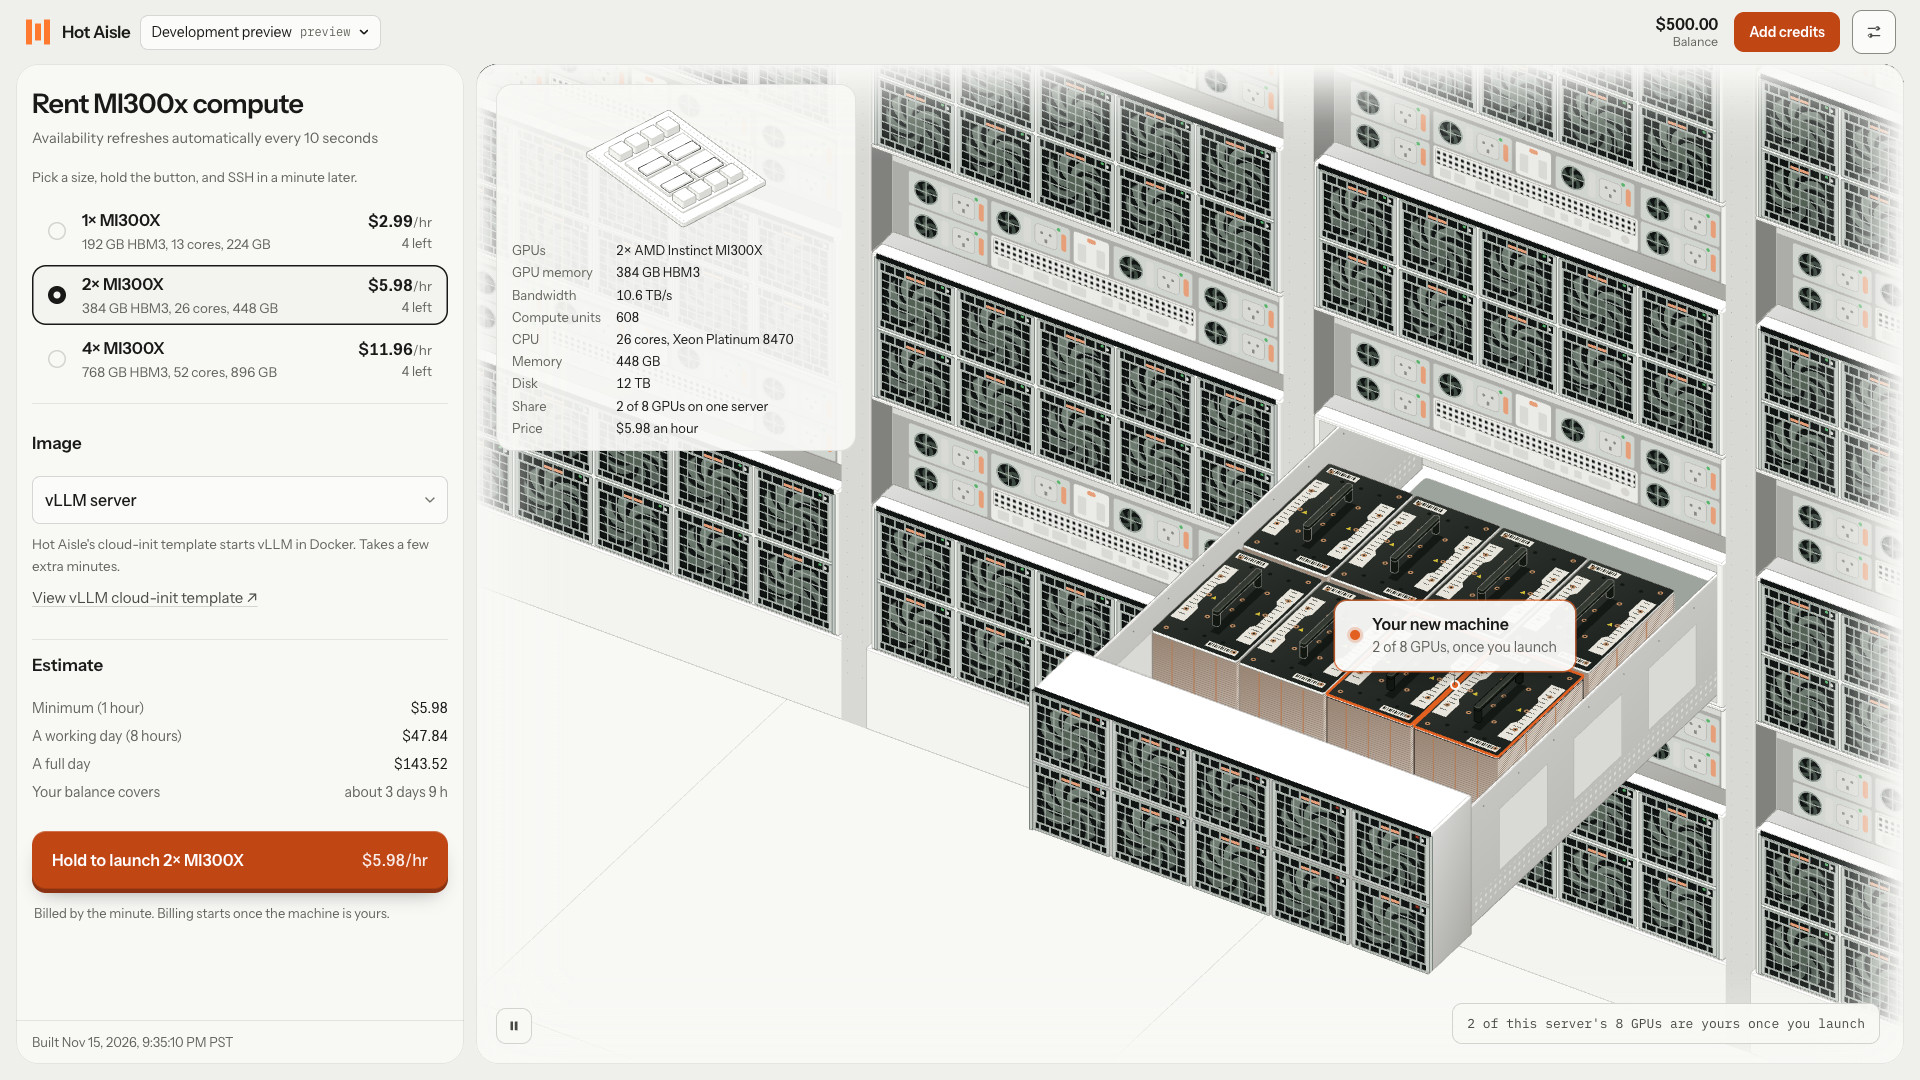 Hot Aisle
Development preview preview
$500.00
Balance
Add credits
Rent MI300x compute
Availability refreshes automatically every 10 seconds
Pick a size, hold the button, and SSH in a minute later.
1× MI300X $2.99/hr
192 GB HBM3, 13 cores, 224 GB 4 left
2× MI300X $5.98/hr
384 GB HBM3, 26 cores, 448 GB 4 left
4× MI300X $11.96/hr
768 GB HBM3, 52 cores, 896 GB 4 left
Image
vLLM server
Hot Aisle's cloud-init template starts vLLM in Docker. Takes a few
extra minutes.
View vLLM cloud-init template ↗
Estimate
Minimum (1 hour) $5.98
A working day (8 hours) $47.84
A full day $143.52
Your balance covers about 3 days 9 h
Hold to launch 2× MI300X $5.98/hr
Billed by the minute. Billing starts once the machine is yours.
Built Nov 15, 2026, 9:35:10 PM PST
GPUs 2× AMD Instinct MI300X
GPU memory 384 GB HBM3
Bandwidth 10.6 TB/s
Compute units 608
CPU 26 cores, Xeon Platinum 8470
Memory 448 GB
Disk 12 TB
Share 2 of 8 GPUs on one server
Price $5.98 an hour
Your new machine
2 of 8 GPUs, once you launch
2 of this server's 8 GPUs are yours once you launch